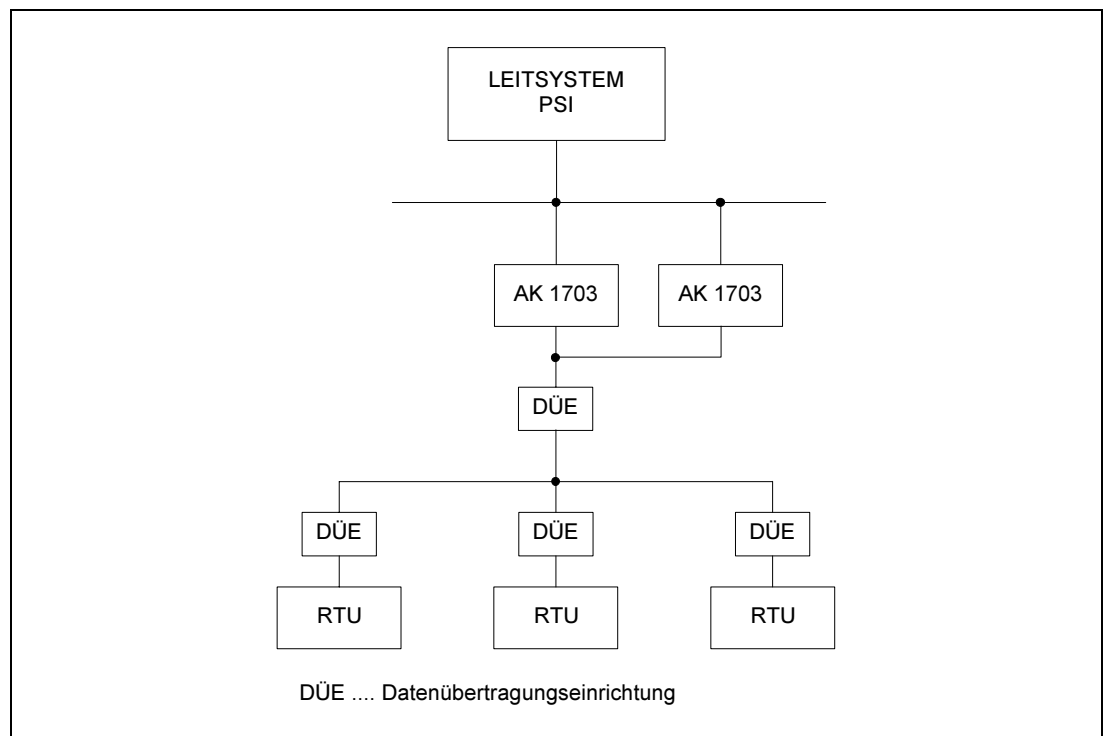 LEITSYSTEM
PSI
AK 1703
AK 1703
DÜE
DÜE
DÜE
DÜE
RTU
RTU
RTU
DÜE .... Datenübertragungseinrichtung